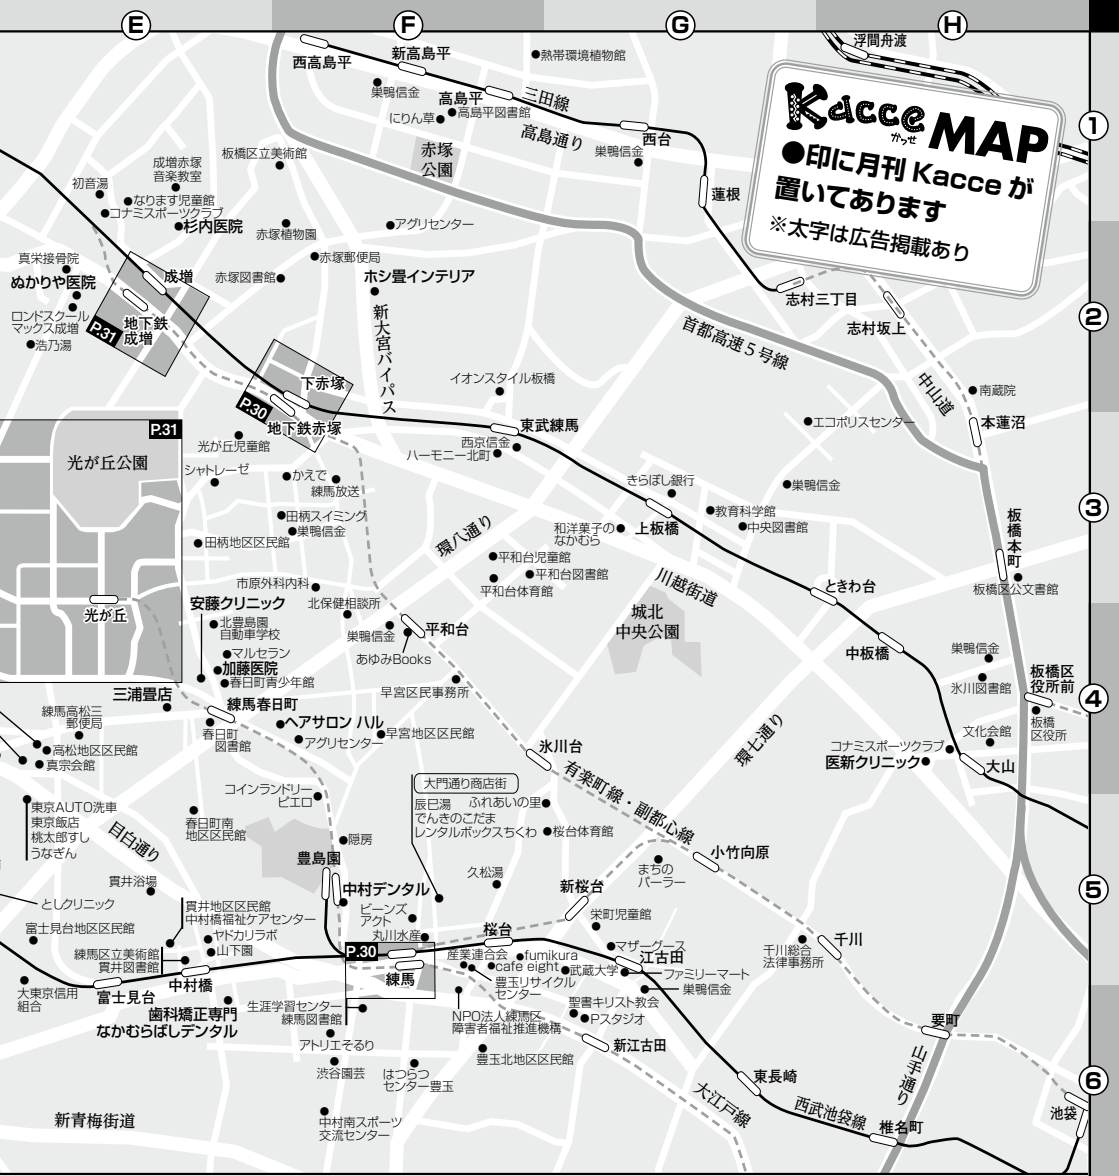 E
F
G
H
①
②
③
④
⑤
⑥
Kacce
かっせ
MAP
●印に月刊 Kacce が
置いてあります
※太字は広告掲載あり
浮間舟渡
西高島平
新高島平
●熱帯環境植物館
巣鴨信金
高島平
三田線
にりん草●
●高島平図書館
高島通り
西台
巣鴨信金
赤塚
公園
蓮根
成増赤塚
音楽教室
板橋区立美術館
初音湯
●なります児童館
●コナミスポーツクラブ
●杉内医院
赤塚植物園
●アグリセンター
真栄接骨院
ぬかりや医院
成増
赤塚図書館●
●赤塚郵便局
ホシ畳インテリア
志村三丁目
志村坂上
ロンドスクール
マックス成増
●浩乃湯
P.31
地下鉄
成増
新大宮バイパス
首都高速5号線
中山道
●南蔵院
本蓮沼
下赤塚
P.30
地下鉄赤塚
イオンスタイル板橋
東武練馬
●エコポリスセンター
P.31
光が丘公園
光が丘児童館
西京信金
ハーモニー北町
シャトレーゼ
●かえで
練馬放送
きらぼし銀行
●巣鴨信金
●教育科学館
●中央図書館
上板橋
和洋菓子の
なかむら
●田柄スイミング
●巣鴨信金
●田柄地区区民館
環八通り
板橋本町
●平和台児童館
●平和台図書館
平和台体育館
川越街道
ときわ台
板橋区公文書館
市原外科内科
安藤クリニック
北保健相談所
光が丘
●北豊島園
自動車学校
巣鴨信金
平和台
あゆみBooks
城北
中央公園
中板橋
●マルセラン
●加藤医院
●春日町青少年館
巣鴨信金
氷川図書館
板橋区
役所前
三浦畳店
早宮区民事務所
練馬高松三
郵便局
練馬春日町
●ヘアサロン ハル
春日町
図書館
●アグリセンター
●早宮地区区民館
環七通り
文化会館
板橋
区役所
●高松地区区民館
●真宗会館
氷川台
コナミスポーツクラブ
医新クリニック●
大山
大門通り商店街
有楽町線・副都心線
コインランドリー
ピエロ
辰巳湯
ふれあいの里●
でんきのこだま
レンタルボックスちくわ
●桜台体育館
東京AUTO洗車
東京飯店
桃太郎すし
うなぎん
目白通り
春日町南
地区区民館
●隠房
豊島園
小竹向原
まちの
パーラー
久松湯
貫井浴場
中村デンタル
新桜台
としクリニック
貫井地区区民館
中村橋福祉ケアセンター
ビーンズ
アクト
栄町児童館
富士見台地区区民館
●ヤドカリラボ
●山下園
丸川水産●
桜台
千川
練馬区立美術館
貫井図書館
P.30
練馬
産業連合会
●fumikura
●cafe eight
●マザーグース
江古田
千川総合
法律事務所
●武蔵大学
ファミリーマート
豊玉リサイクル
センター
巣鴨信金
大東京信用
組合
富士見台
中村橋
歯科矯正専門
なかむらばしデンタル
生涯学習センター
練馬図書館
NPO法人練馬区
障害者福祉推進機構
聖書キリスト教会
●Pスタジオ
要町
アトリエそるり
新江古田
豊玉北地区区民館
渋谷園芸
はつらつ
センター豊玉
山手通り
東長崎
大江戸線
西武池袋線
池袋
新青梅街道
中村南スポーツ
交流センター
椎名町